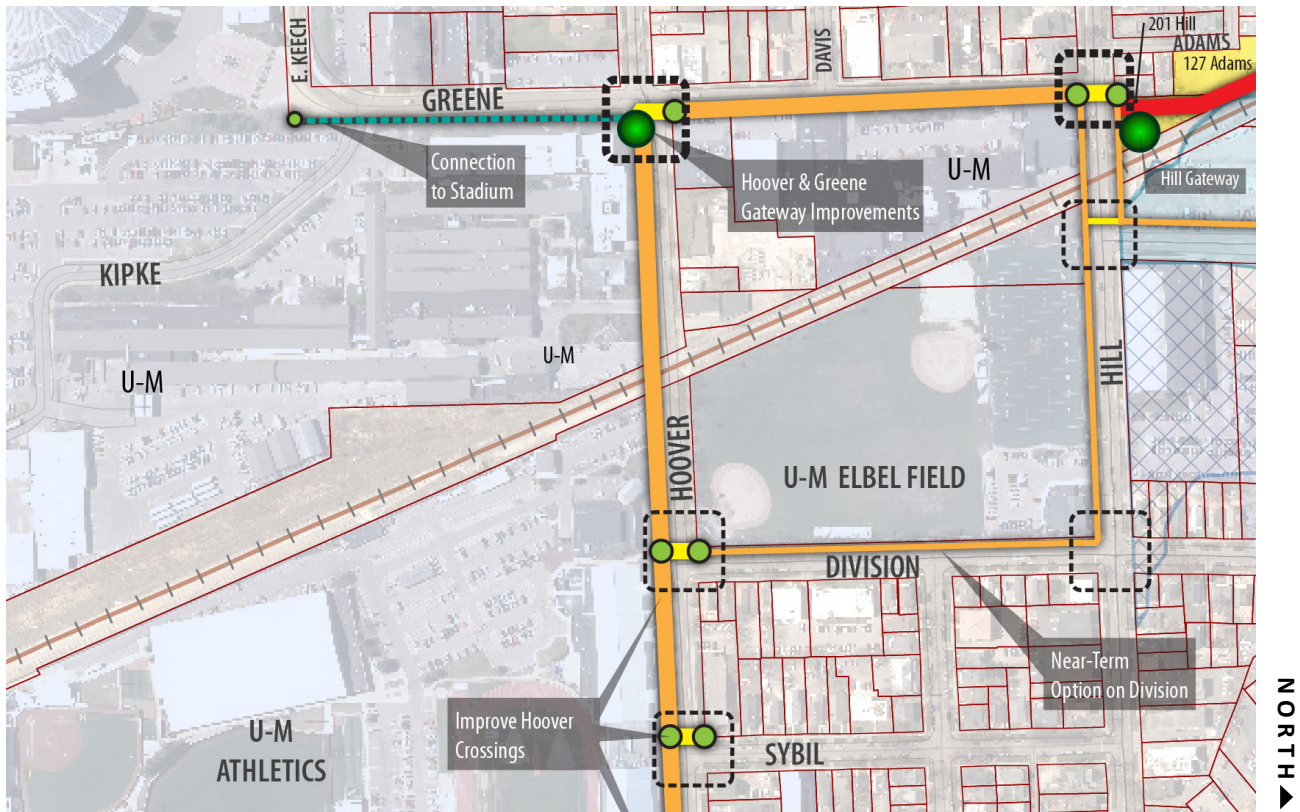 E. KEECH
DAVIS
201 Hill
ADAMS
127 Adams
GREENE
Connection
to Stadium
Hoover & Greene
Gateway Improvements
U-M
Hill Gateway
KIPKE
U-M
U-M
HILL
HOOVER
U-M ELBEL FIELD
DIVISION
Near-Term
Option on Division
Improve Hoover
Crossings
U-M
ATHLETICS
SYBIL
NORTH